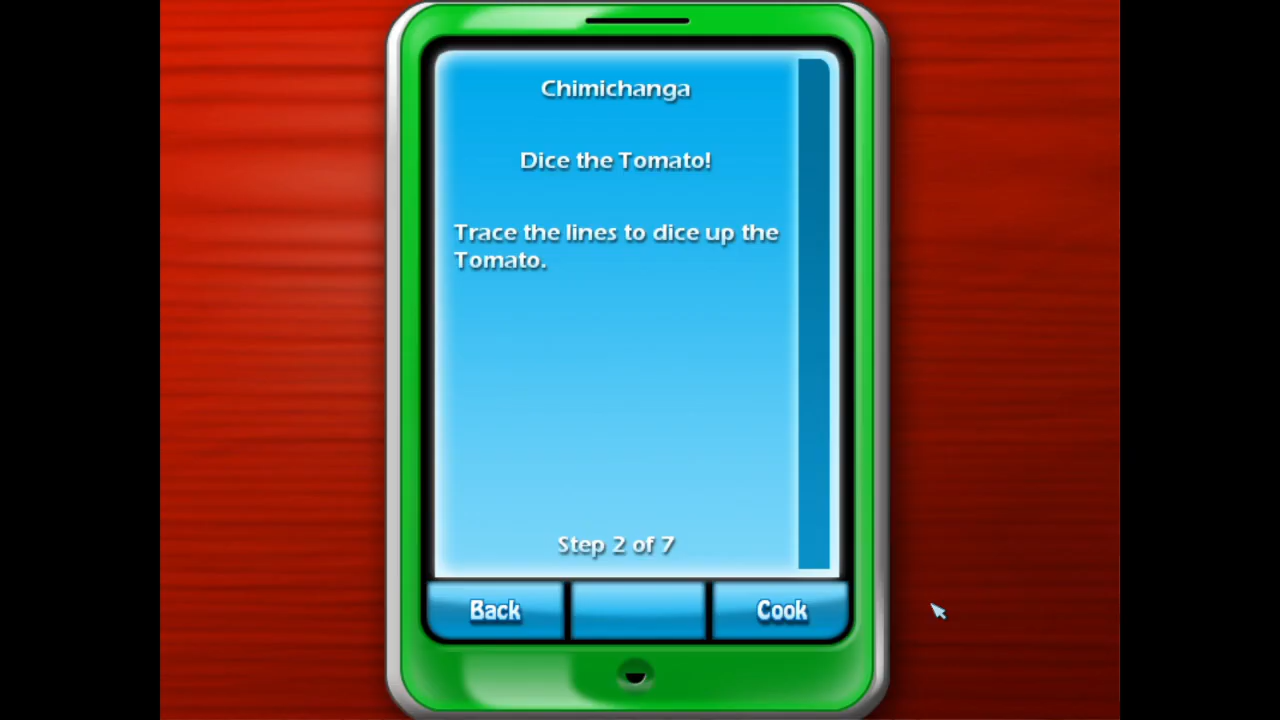 Chimichanga
Dice the Tomato!
Trace the lines to dice up the
Tomato.
Step 2 of 7
Back
Cook